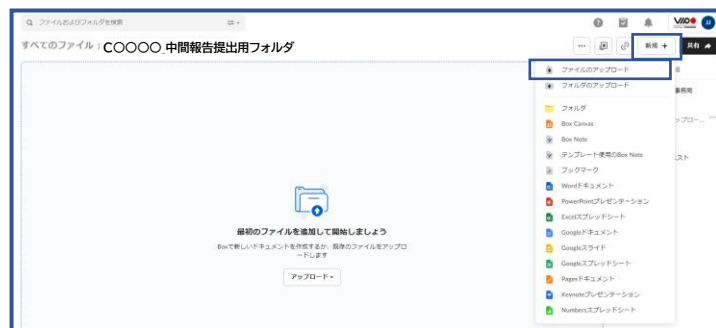 ファイルおよびフォルダを検索
すべてのファイル : C〇〇〇〇_中間報告提出用フォルダ
新規 +
共有
ファイルのアップロード
フォルダのアップロード
フォルダ
Box Canvas
Box Note
テンプレート使用のBox Note
ブックマーク
Wordドキュメント
PowerPointプレゼンテーション
Excelスプレッドシート
Googleドキュメント
Googleスライド
Googleスプレッドシート
Pagesドキュメント
Keynoteプレゼンテーション
Numbersスプレッドシート
最初のファイルを追加して開始しましょう
Boxで新しいドキュメントを作成するか、既存のファイルをアップロ
ードします
アップロード